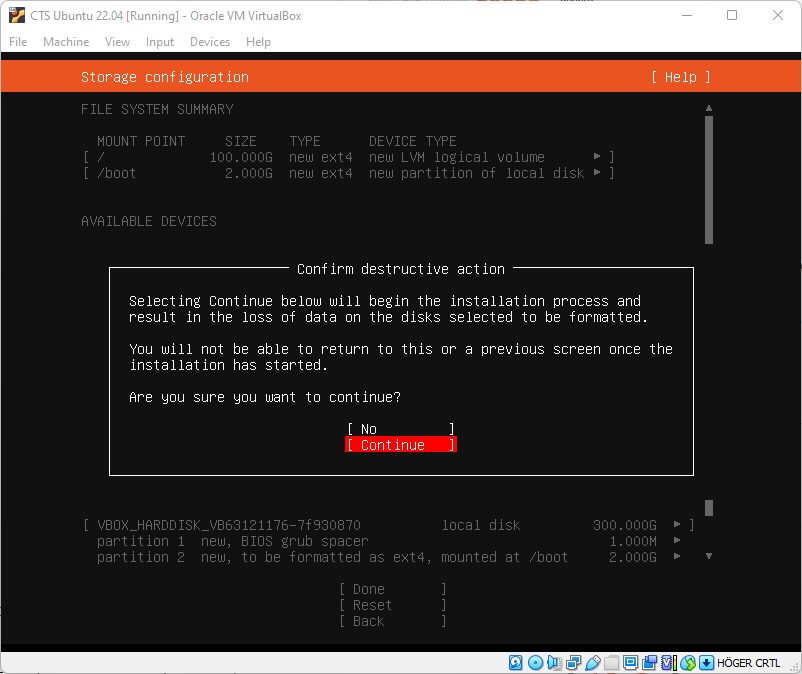 CTS Ubuntu 22.04 [Running] - Oracle VM VirtualBox
File Machine View Input Devices Help
Storage configuration [ Help ]
FILE SYSTEM SUMMARY
MOUNT POINT SIZE TYPE DEVICE TYPE
[ / 100.000G new ext4 new LVM logical volume ▸ ]
[ /boot 2.000G new ext4 new partition of local disk ▸ ]
AVAILABLE DEVICES
Confirm destructive action
Selecting Continue below will begin the installation process and
result in the loss of data on the disks selected to be formatted.
You will not be able to return to this or a previous screen once the
installation has started.
Are you sure you want to continue?
[ No ]
[ Continue ]
[ VBOX_HARDDISK_VB63121176-7f930870 local disk 300.000G ▸ ]
partition 1 new, BIOS grub spacer 1.000M ▸
partition 2 new, to be formatted as ext4, mounted at /boot 2.000G ▸
[ Done ]
[ Reset ]
[ Back ]
HÖGER CRTL